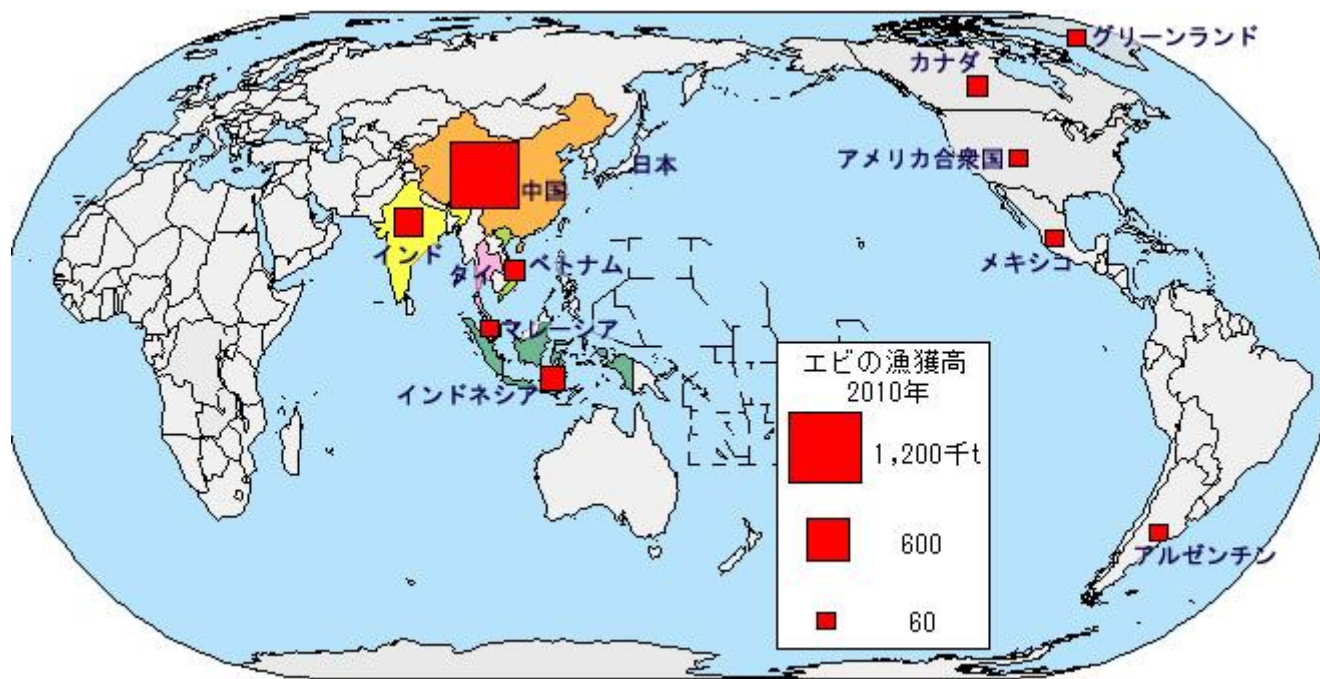 グリーンランド
カナダ
アメリカ合衆国
日本
中国
メキシコ
インド
タイ
ベトナム
マレーシア
インドネシア
エビの漁獲高
2010年
1,200千t
600
60
アルゼンチン